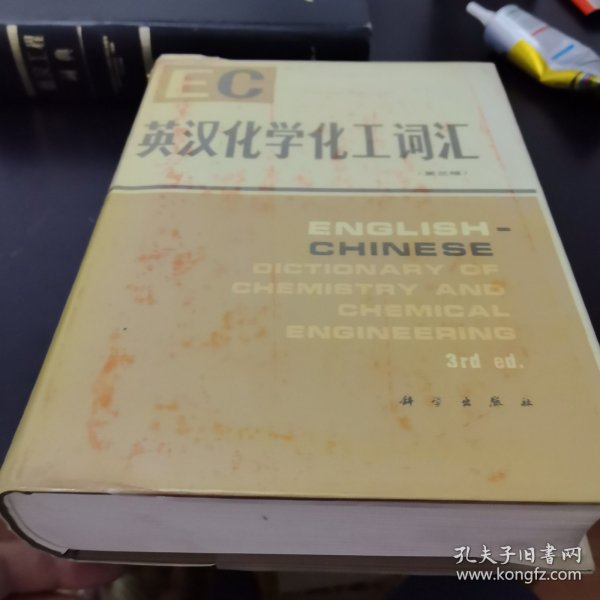 EC
英汉化学化工词汇
(第三版)
ENGLISH-
CHINESE
DICTIONARY OF
CHEMISTRY AND
CHEMICAL
ENGINEERING
3rd ed.
科学出版社
孔夫子旧书网
www.kongfz.com